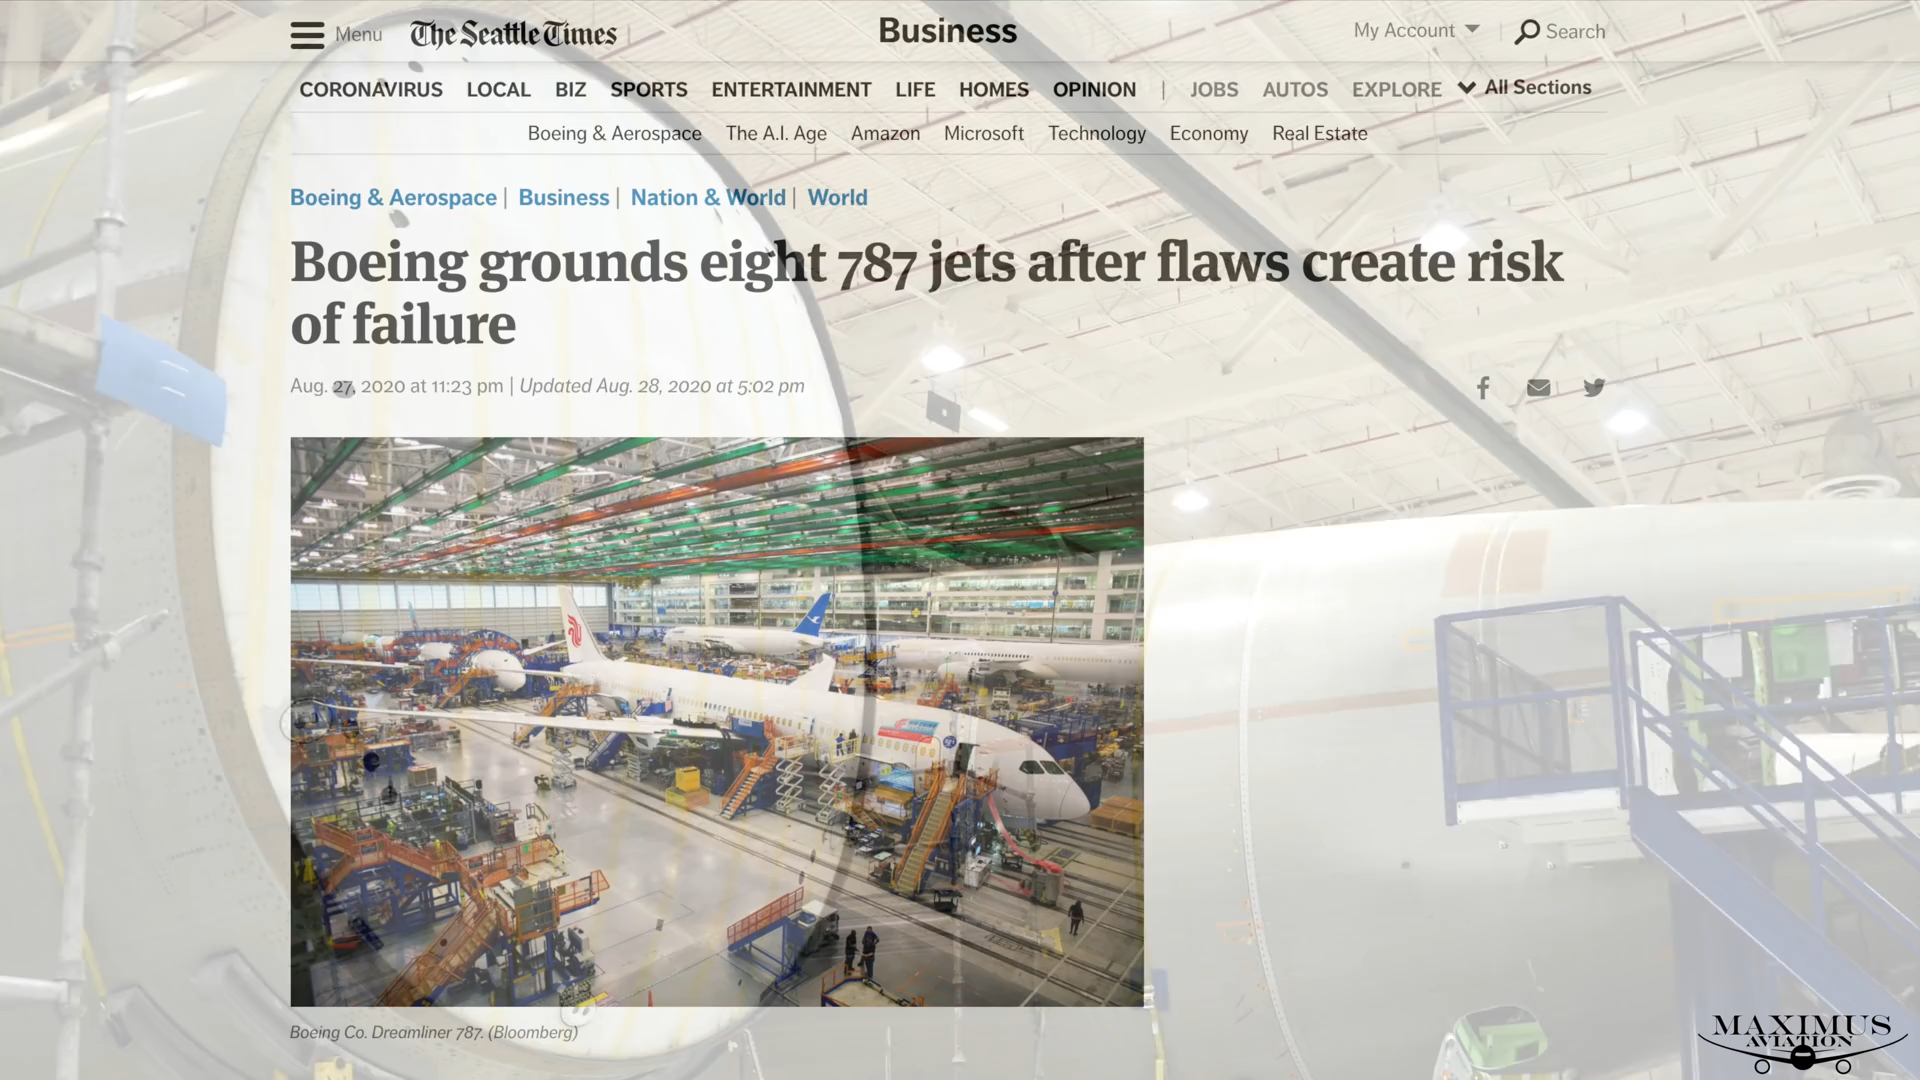 Menu The Seattle Times Business My Account Search
CORONAVIRUS LOCAL BIZ SPORTS ENTERTAINMENT LIFE HOMES OPINION | JOBS AUTOS EXPLORE All Sections
Boeing & Aerospace The A.I. Age Amazon Microsoft Technology Economy Real Estate
Boeing & Aerospace | Business | Nation & World | World
Boeing grounds eight 787 jets after flaws create risk
of failure
Aug. 27, 2020 at 11:23 pm | Updated Aug. 28, 2020 at 5:02 pm
Boeing Co. Dreamliner 787. (Bloomberg)
MAXIMUS
AVIATION